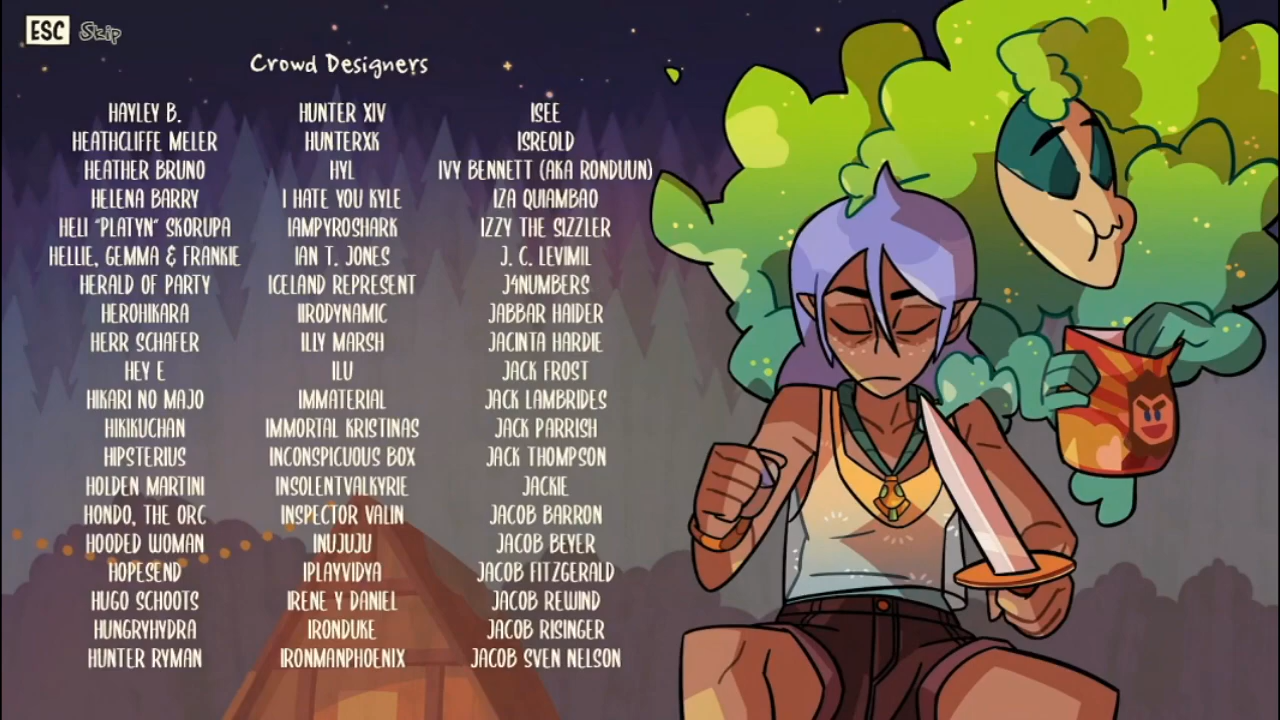 ESC Skip
Crowd Designers
HAYLEY B.
HEATHCLIFFE MELER
HEATHER BRUNO
HELENA BARRY
HELI "PLATYN" SKORUPA
HELLIE, GEMMA & FRANKIE
HERALD OF PARTY
HEROHIKARA
HERR SCHAFER
HEY E
HIKARI NO MAJO
HIKIKUCHAN
HIPSTERIUS
HOLDEN MARTINI
HONDO, THE ORC
HOODED WOMAN
HOPESEND
HUGO SCHOOTS
HUNGRYHYDRA
HUNTER RYMAN
HUNTER XIV
HUNTERXK
HYL
I HATE YOU KYLE
IAMPYROSHARK
IAN T. JONES
ICELAND REPRESENT
IIRODYNAMIC
ILLY MARSH
ILU
IMMATERIAL
IMMORTAL KRISTINAS
INCONSPICUOUS BOX
INSOLENTVALKYRIE
INSPECTOR VALIN
INUJUJU
IPLAYVIDYA
IRENE Y DANIEL
IRONDUKE
IRONMANPHOENIX
ISEE
ISREOLD
IVY BENNETT (AKA RONDUUN)
IZA QUIAMBAO
IZZY THE SIZZLER
J. C. LEVIMIL
J4NUMBERS
JABBAR HAIDER
JACINTA HARDIE
JACK FROST
JACK LAMBRIDES
JACK PARRISH
JACK THOMPSON
JACKIE
JACOB BARRON
JACOB BEYER
JACOB FITZGERALD
JACOB REWIND
JACOB RISINGER
JACOB SVEN NELSON